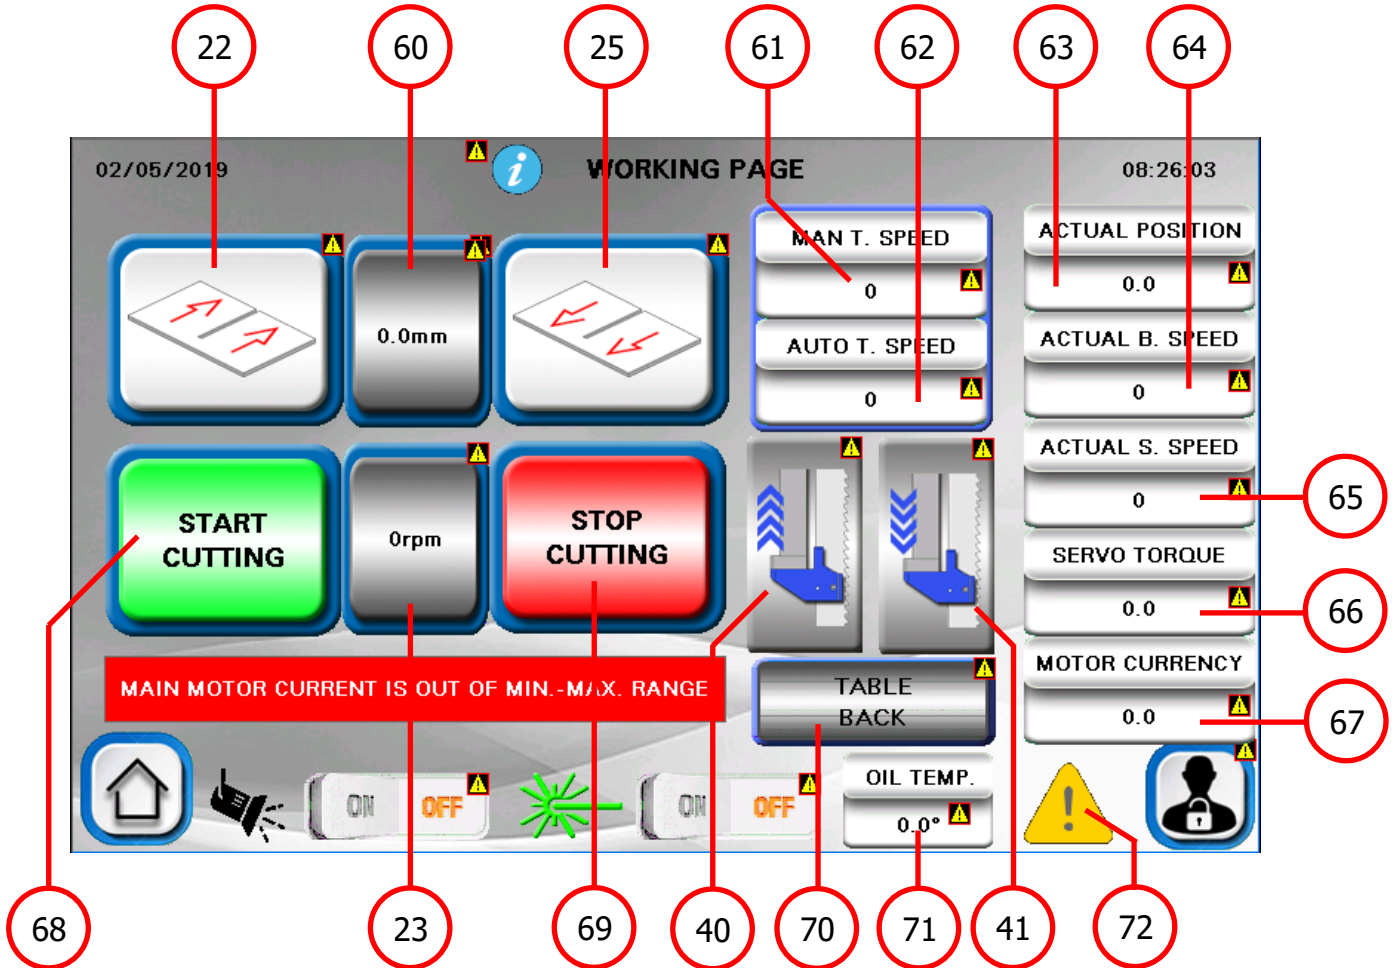 22 60 25 61 62 63 64
02/05/2019 i WORKING PAGE 08:26:03
MAN T. SPEED
0
AUTO T. SPEED
0
ACTUAL POSITION
0.0
ACTUAL B. SPEED
0
ACTUAL S. SPEED
0
65
SERVO TORQUE
0.0
66
MOTOR CURRENCY
0.0
67
0.0mm
START
CUTTING
0rpm
STOP
CUTTING
MAIN MOTOR CURRENT IS OUT OF MIN.-MAX. RANGE
TABLE
BACK
ON OFF
ON OFF
OIL TEMP.
0.0°
68 23 69 40 70 71 41 72